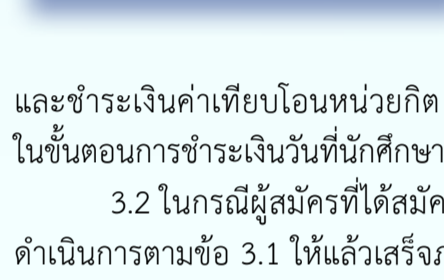 และชำระเงินค่าเทียบโอนหน่วยกิต
ในขั้นตอนการชำระเงินวันที่นักศึกษา
3.2 ในกรณีผู้สมัครที่ได้สมัค
ดำเนินการตามข้อ 3.1 ให้แล้วเสร็จภ